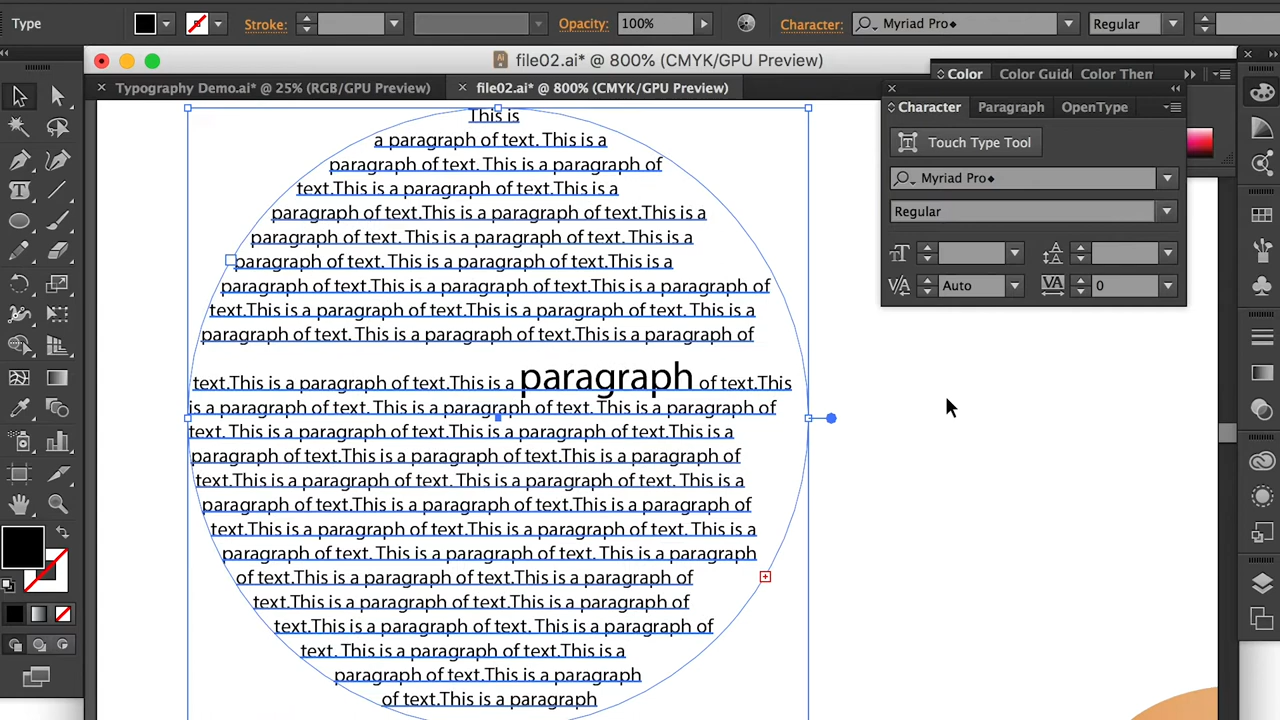 Type Stroke: Opacity: 100% Character: Myriad Pro Regular
file02.ai* @ 800% (CMYK/GPU Preview)
Color Color Guid Color Them
Typography Demo.ai* @ 25% (RGB/GPU Preview) file02.ai* @ 800% (CMYK/GPU Preview)
Character Paragraph OpenType
Touch Type Tool
Myriad Pro
Regular
Auto 0
This is
a paragraph of text. This is a
paragraph of text. This is a paragraph of
text.This is a paragraph of text.This is a
paragraph of text.This is a paragraph of text.This is a
paragraph of text. This is a paragraph of text. This is a
paragraph of text. This is a paragraph of text.This is a
paragraph of text.This is a paragraph of text.This is a paragraph of
text.This is a paragraph of text.This is a paragraph of text.This is a
paragraph of text. This is a paragraph of text.This is a paragraph of
text.This is a paragraph of text.This is a paragraph of text.This
is a paragraph of text.This is a paragraph of text. This is a paragraph of
text. This is a paragraph of text.This is a paragraph of text.This is a
paragraph of text.This is a paragraph of text.This is a paragraph of
text.This is a paragraph of text.This is a paragraph of text. This is a
paragraph of text.This is a paragraph of text.This is a paragraph of
text.This is a paragraph of text.This is a paragraph of text. This is a
paragraph of text. This is a paragraph of text. This is a paragraph
of text.This is a paragraph of text.This is a paragraph of
text.This is a paragraph of text. This is a paragraph of
text.This is a paragraph of text. This is a paragraph of
text. This is a paragraph of text.This is a
paragraph of text.This is a paragraph
of text.This is a paragraph